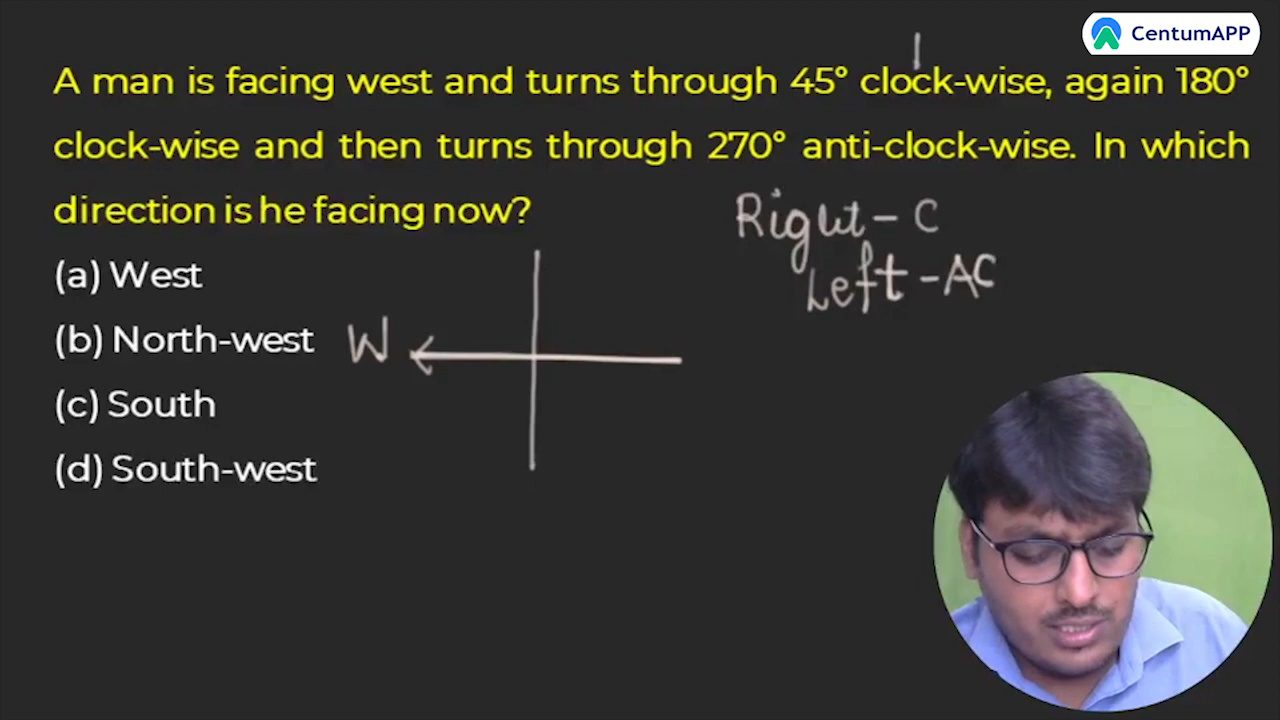 CentumAPP
A man is facing west and turns through 45° clock-wise, again 180°
clock-wise and then turns through 270° anti-clock-wise. In which
direction is he facing now?
Right - C
Left - AC
(a) West
(b) North-west
W
(c) South
(d) South-west